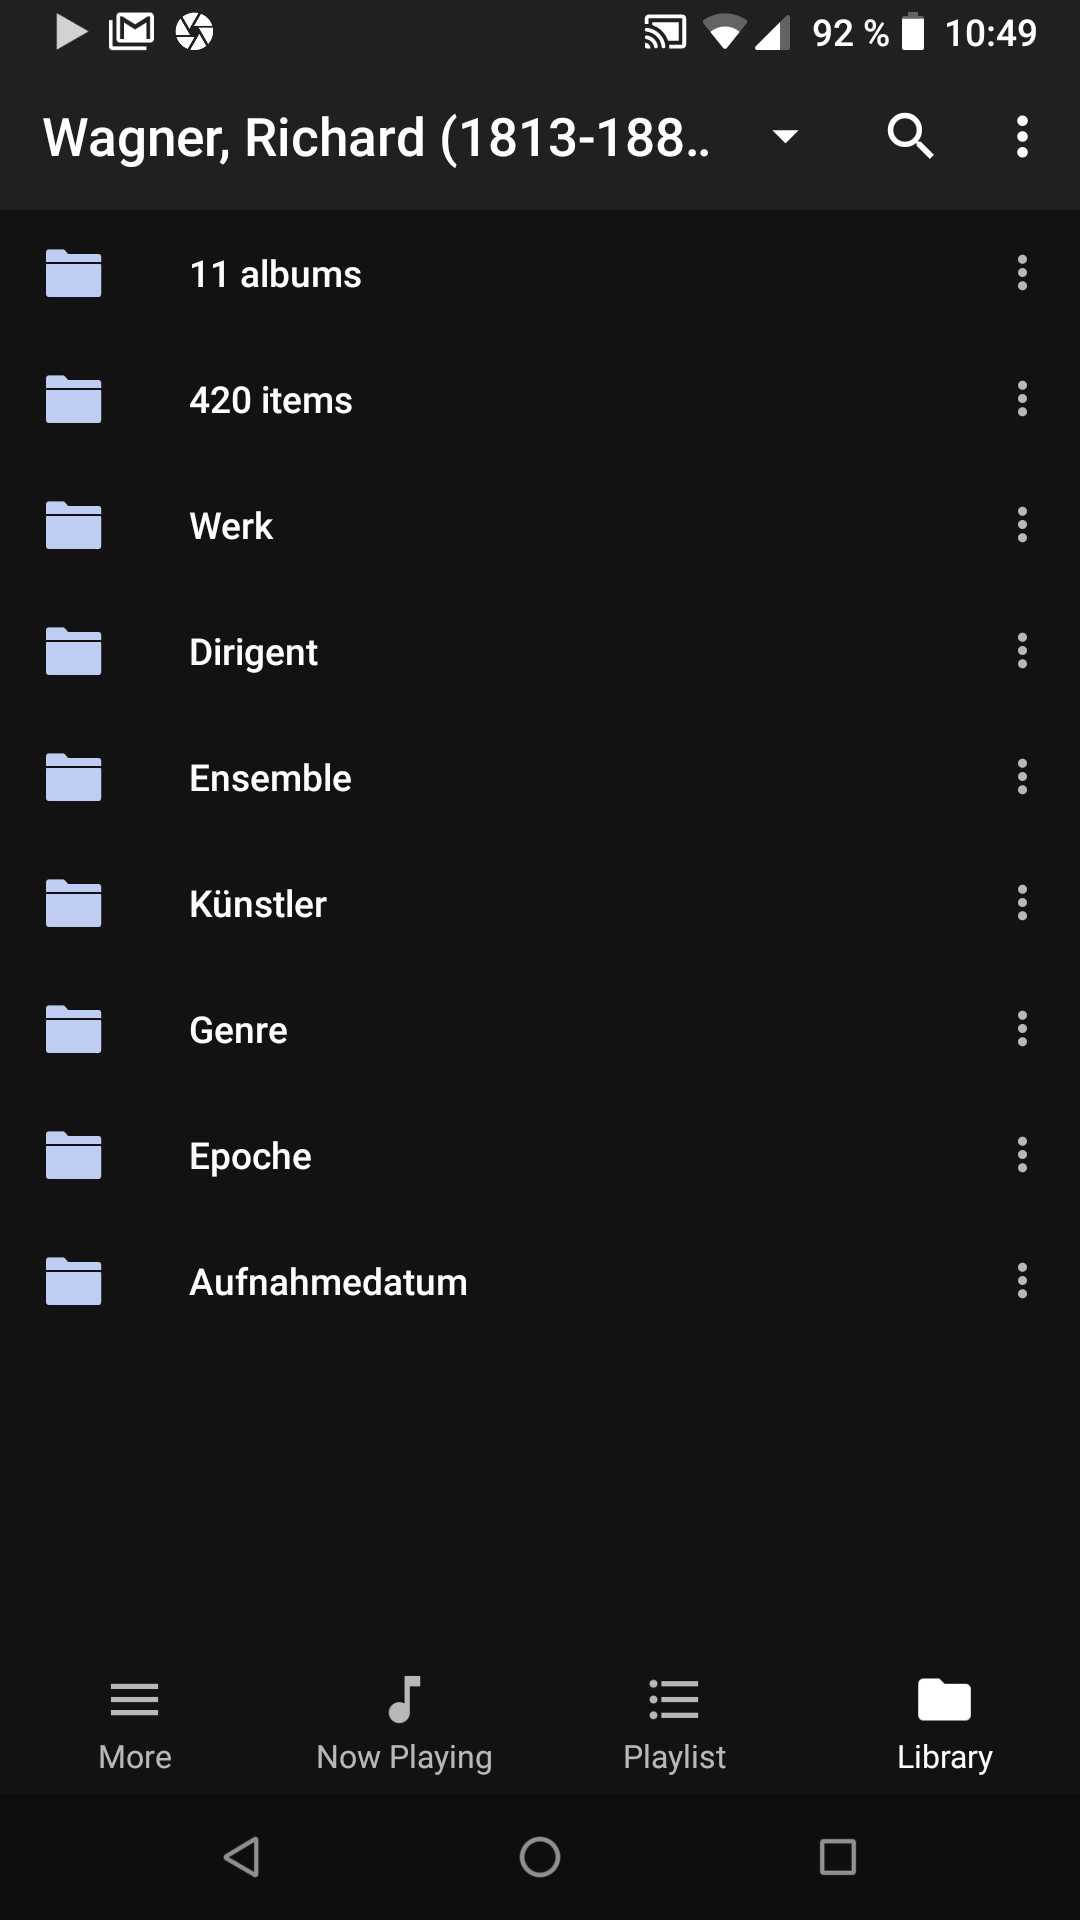 92 % 10:49
Wagner, Richard (1813-188..
11 albums
420 items
Werk
Dirigent
Ensemble
Künstler
Genre
Epoche
Aufnahmedatum
More Now Playing Playlist Library